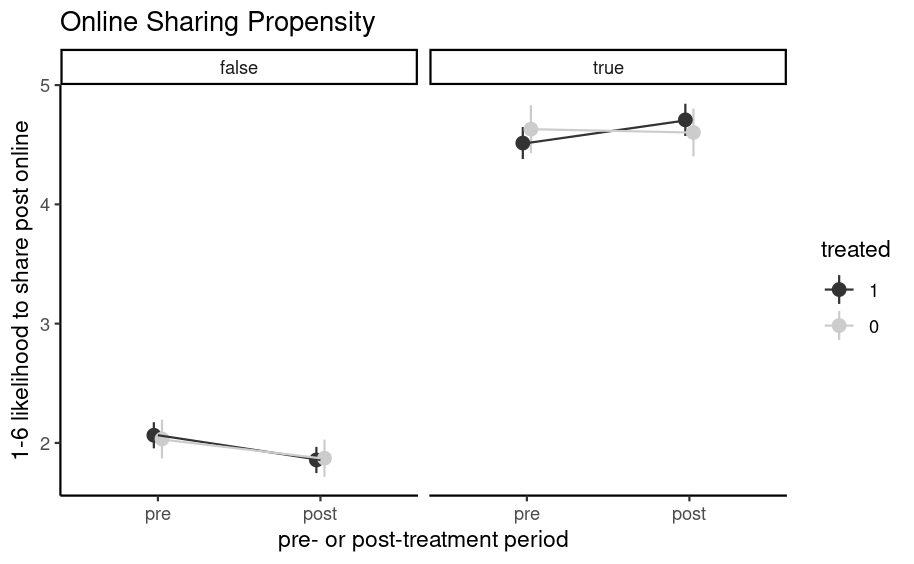 Online Sharing Propensity
false
true
5
4
3
2
1-6 likelihood to share post online
pre
post
pre
post
pre- or post-treatment period
treated
1
0